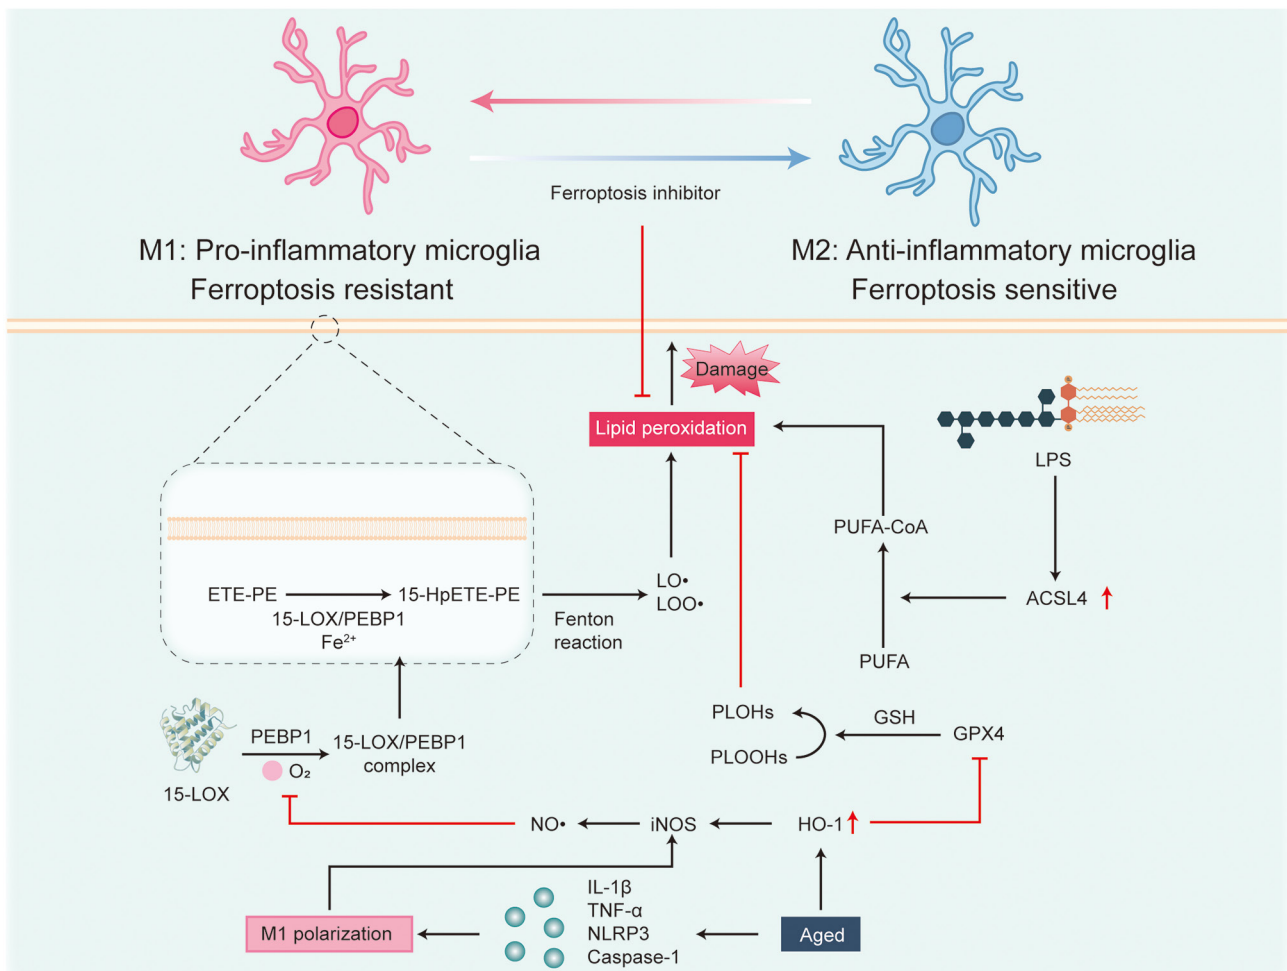 Ferroptosis inhibitor
M1: Pro-inflammatory microglia
Ferroptosis resistant
M2: Anti-inflammatory microglia
Ferroptosis sensitive
Damage
Lipid peroxidation
LPS
PUFA-CoA
ACSL4
PUFA
ETE-PE
15-HpETE-PE
15-LOX/PEBP1
Fe²⁺
Fenton
reaction
LO•
LOO•
PLOHs
PLOOHs
GSH
GPX4
15-LOX
PEBP1
O₂
15-LOX/PEBP1
complex
NO•
iNOS
HO-1
M1 polarization
IL-1β
TNF-α
NLRP3
Caspase-1
Aged